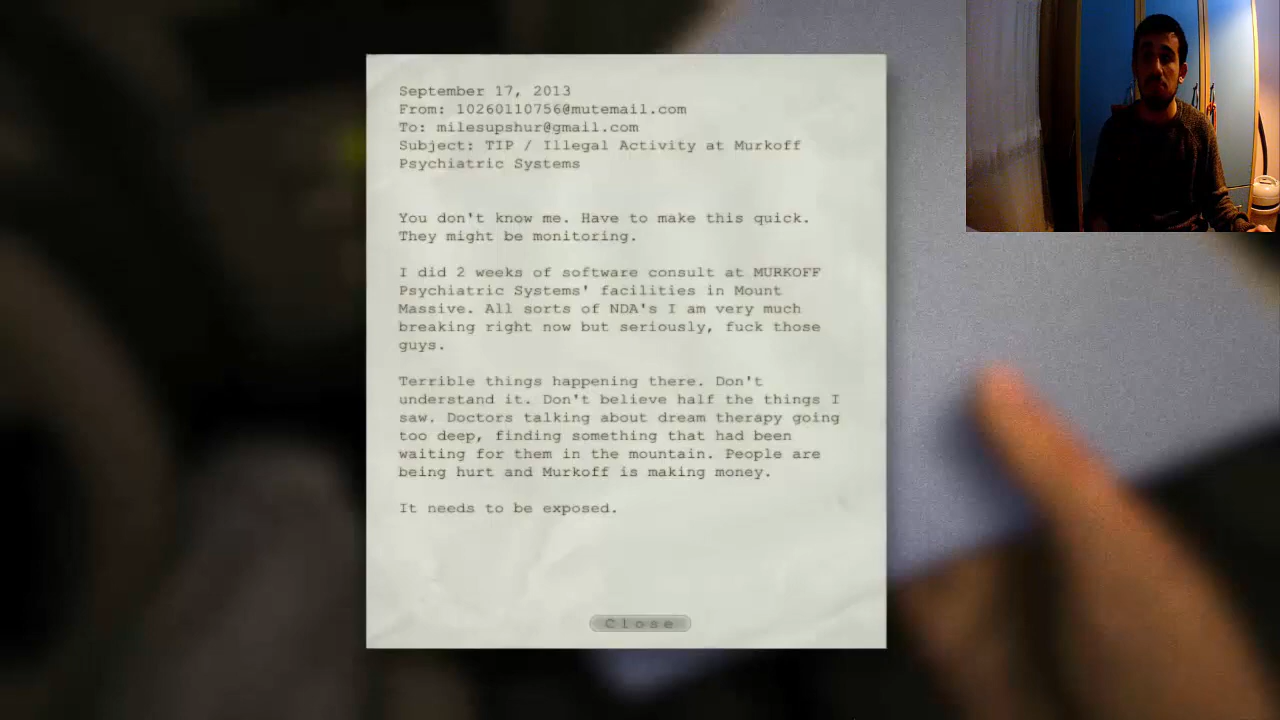 September 17, 2013
From: 10260110756@mutemail.com
To: milesupshur@gmail.com
Subject: TIP / Illegal Activity at Murkoff
Psychiatric Systems
You don't know me. Have to make this quick.
They might be monitoring.
I did 2 weeks of software consult at MURKOFF
Psychiatric Systems' facilities in Mount
Massive. All sorts of NDA's I am very much
breaking right now but seriously, fuck those
guys.
Terrible things happening there. Don't
understand it. Don't believe half the things I
saw. Doctors talking about dream therapy going
too deep, finding something that had been
waiting for them in the mountain. People are
being hurt and Murkoff is making money.
It needs to be exposed.
Close